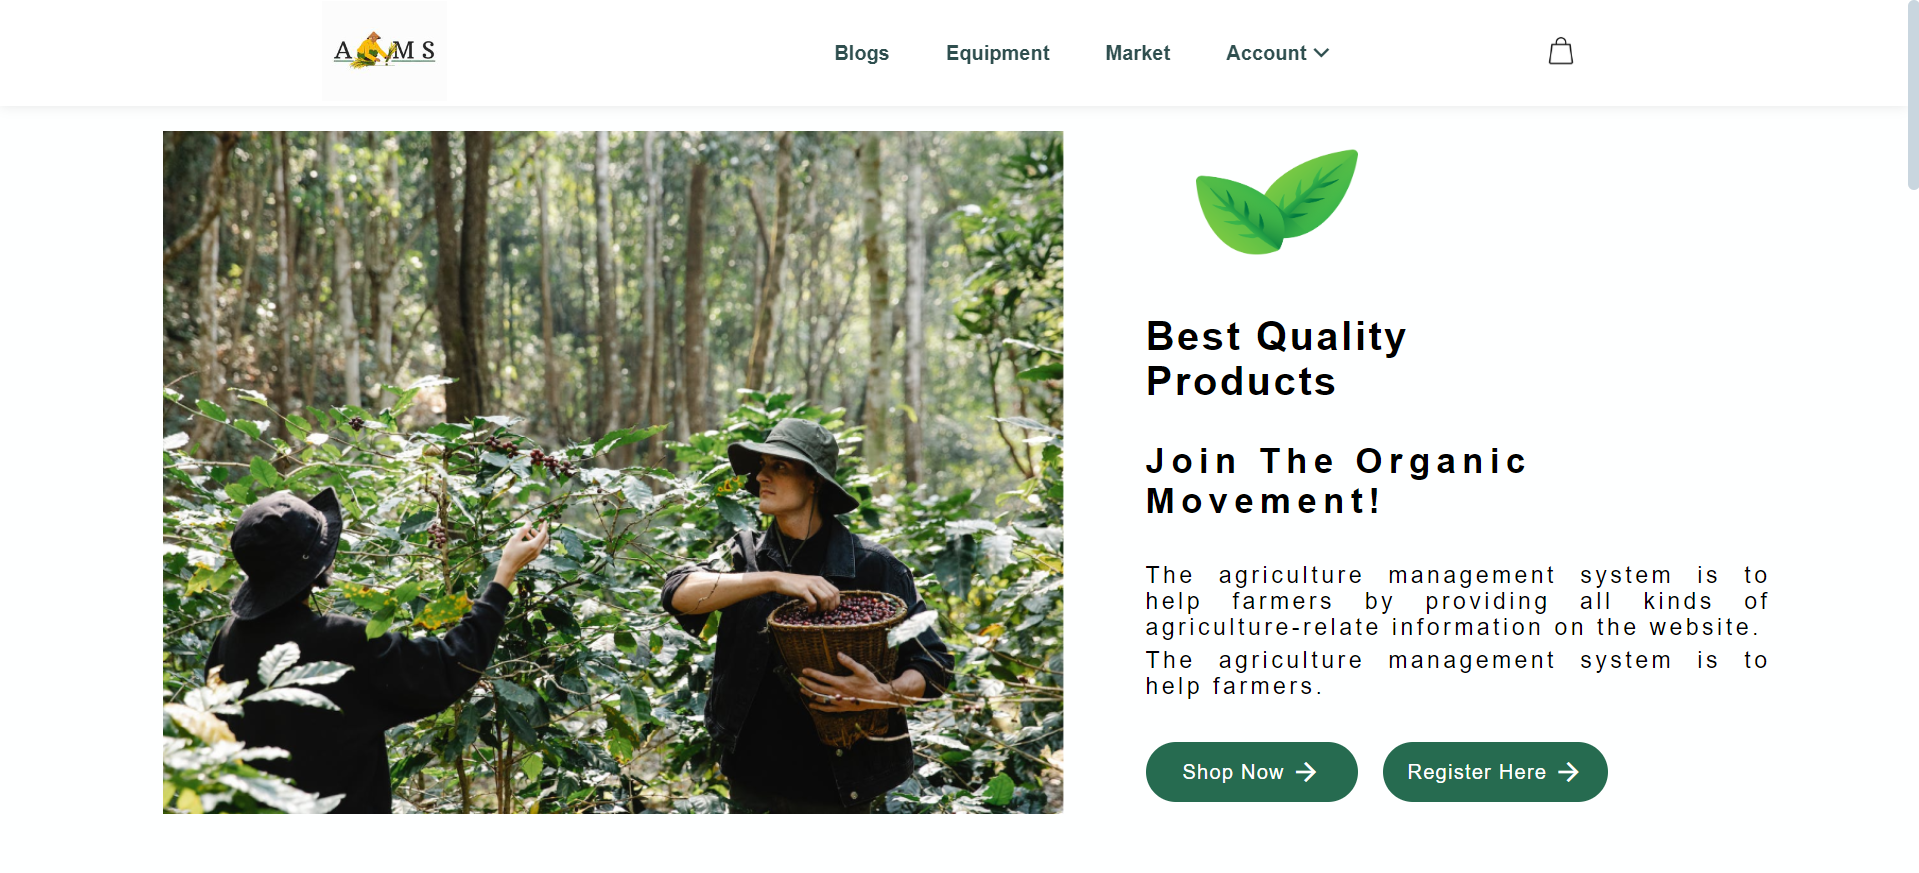 A MS
Blogs Equipment Market Account
Best Quality
Products
Join The Organic
Movement!
The agriculture management system is to
help farmers by providing all kinds of
agriculture-relate information on the website.
The agriculture management system is to
help farmers.
Shop Now Register Here